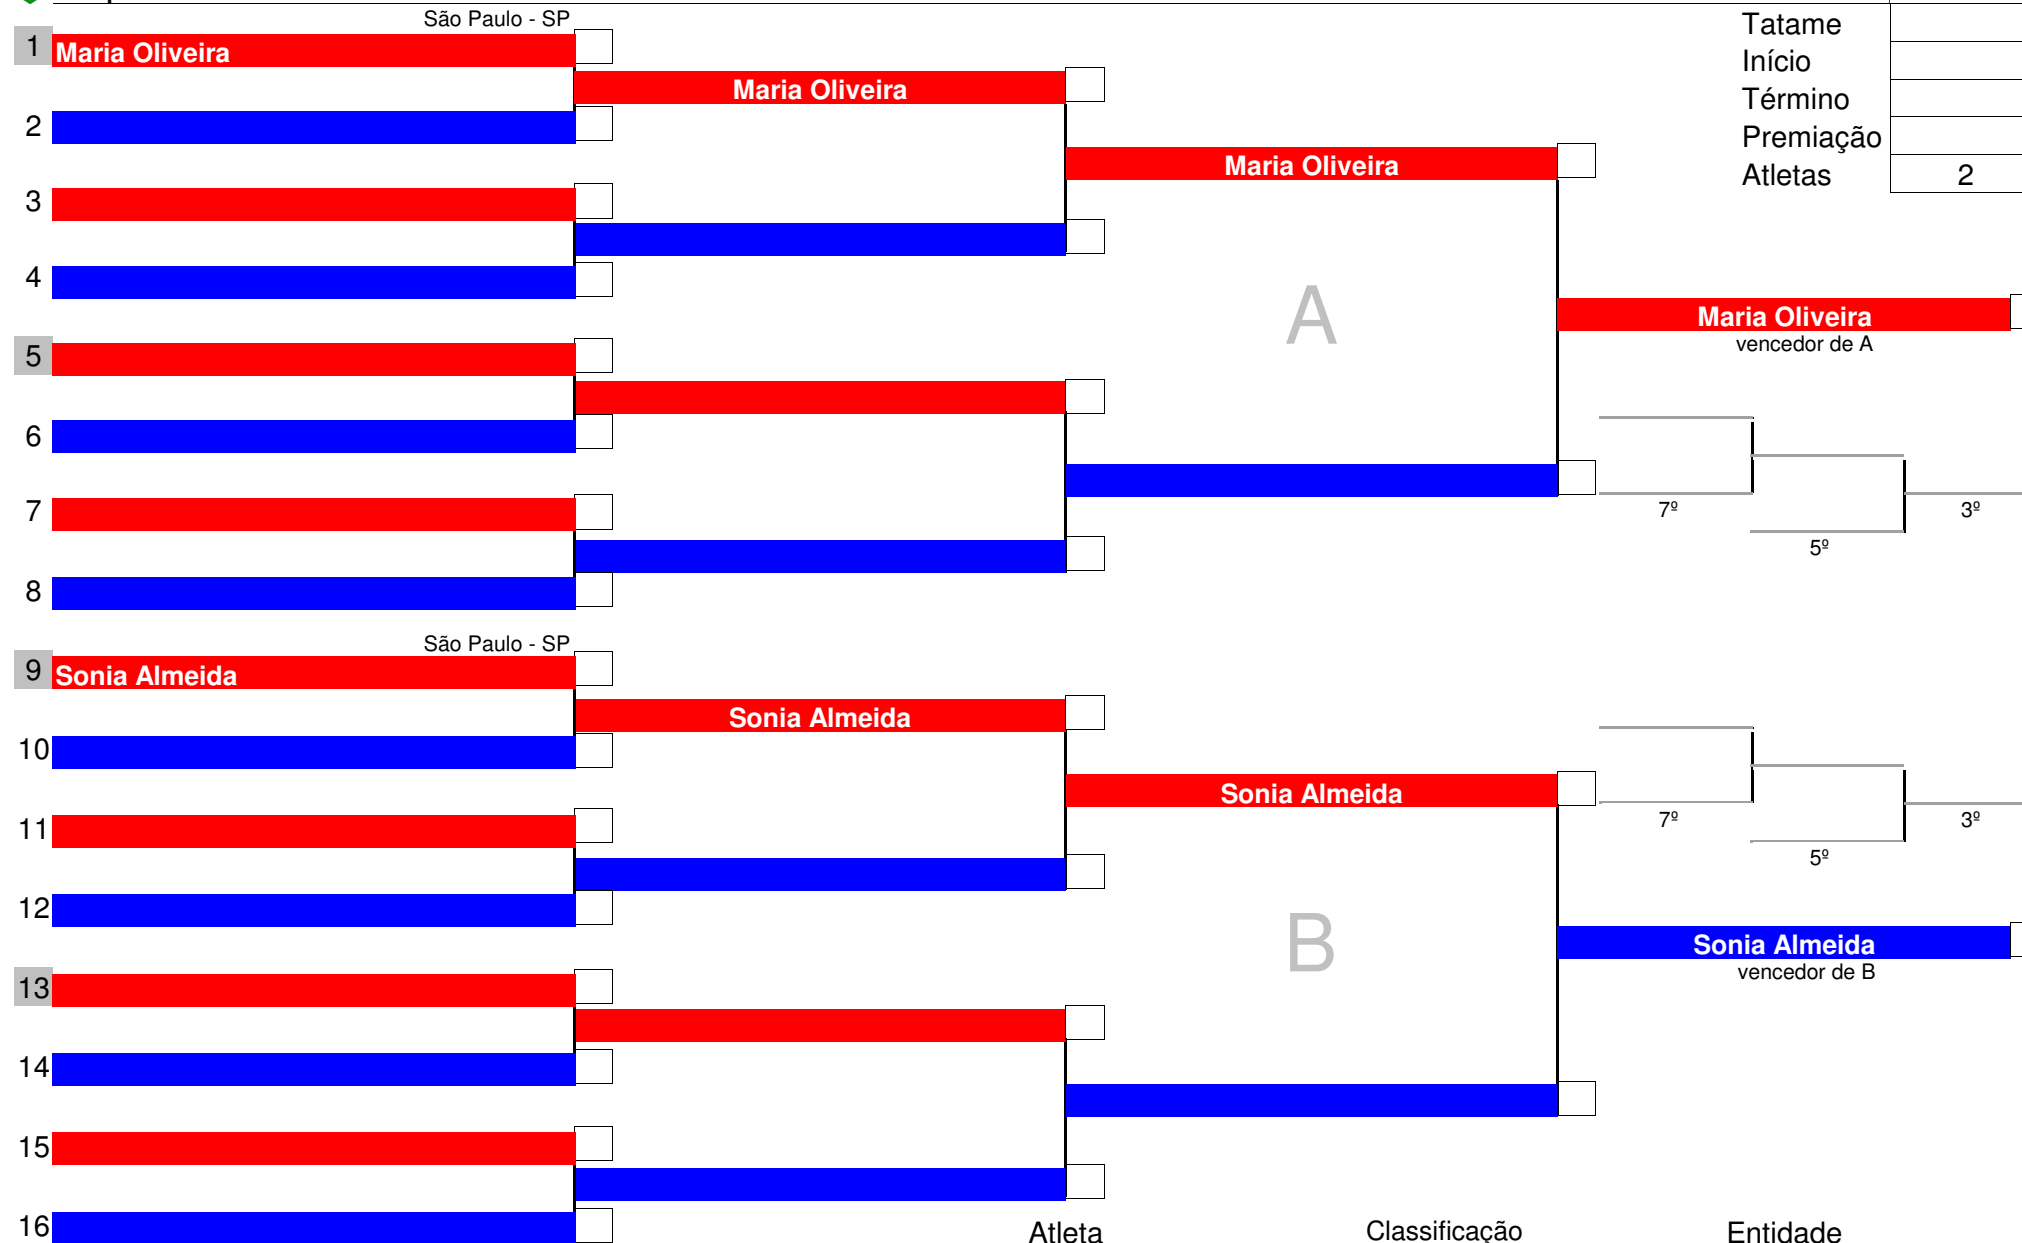 São Paulo - SP
Tatame
1 Maria Oliveira
Início
Maria Oliveira
Término
2
Premiação
Maria Oliveira
Atletas 2
3
4
A
Maria Oliveira
vencedor de A
5
6
7
7º
3º
5º
8
São Paulo - SP
9 Sonia Almeida
Sonia Almeida
10
Sonia Almeida
11
7º
3º
5º
12
B
Sonia Almeida
vencedor de B
13
14
15
16
Atleta Classificação Entidade